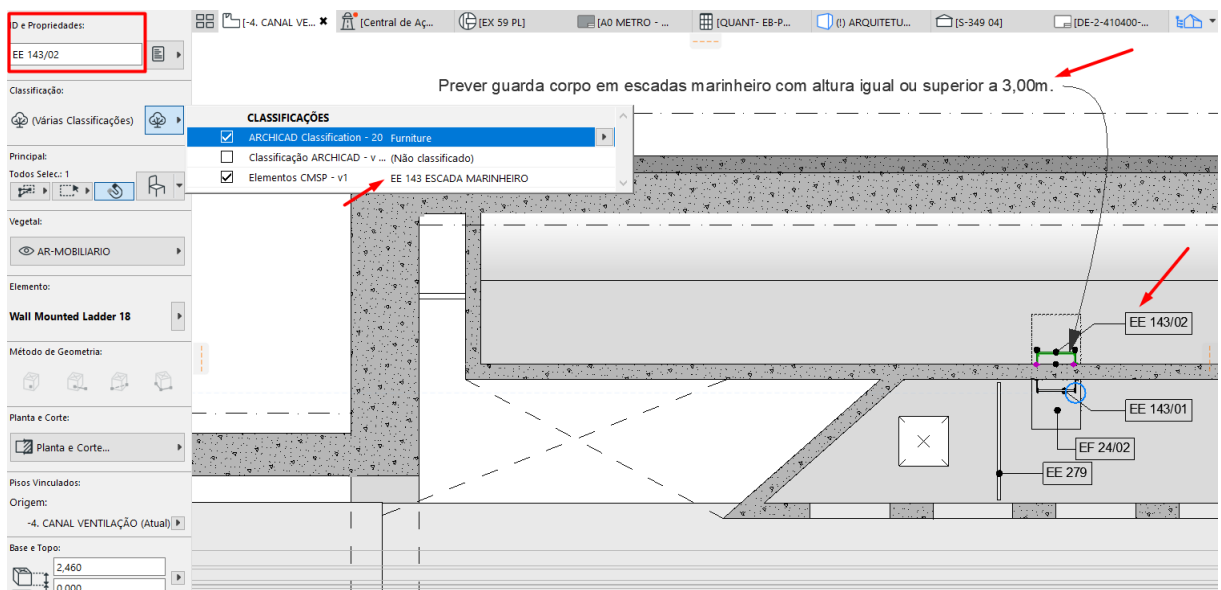 ID e Propriedades:
[-4. CANAL VE...
[Central de Aç...
[EX 59 PL]
[A0 METRO - ...
[QUANT- EB-P...
(!) ARQUITETU...
[S-349 04]
[DE-2-410400-...
EE 143/02
Prever guarda corpo em escadas marinheiro com altura igual ou superior a 3,00m.
Classificação:
(Várias Classificações)
CLASSIFICAÇÕES
ARCHICAD Classification - 20 Furniture
Classificação ARCHICAD - v ... (Não classificado)
Elementos CMSP - v1 EE 143 ESCADA MARINHEIRO
Principal:
Todos Selec.: 1
Vegetal:
AR-MOBILIARIO
Elemento:
Wall Mounted Ladder 18
Método de Geometria:
Planta e Corte:
Planta e Corte...
Pisos Vinculados:
Origem:
-4. CANAL VENTILAÇÃO (Atual)
Base e Topo:
2,460
0,000
EE 143/02
EE 143/01
EF 24/02
EE 279